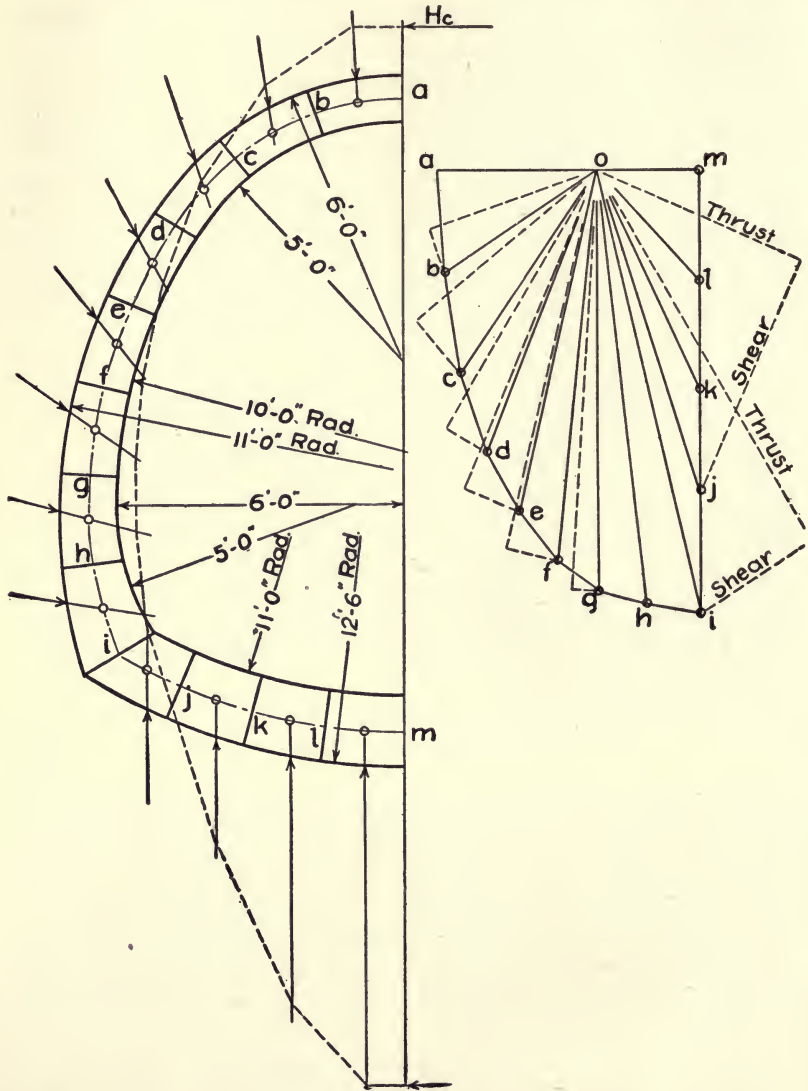 Hc
a
b
c
6'-0"
5'-0"
d
e
f
10'-0" Rad.
11'-0" Rad.
g
6'-0"
h
5'-0"
11'-0" Rad.
12'-6" Rad.
i
j
k
l
m
a
o
m
Thrust
b
l
Shear
c
k
Thrust
d
j
e
f
Shear
g
h
i